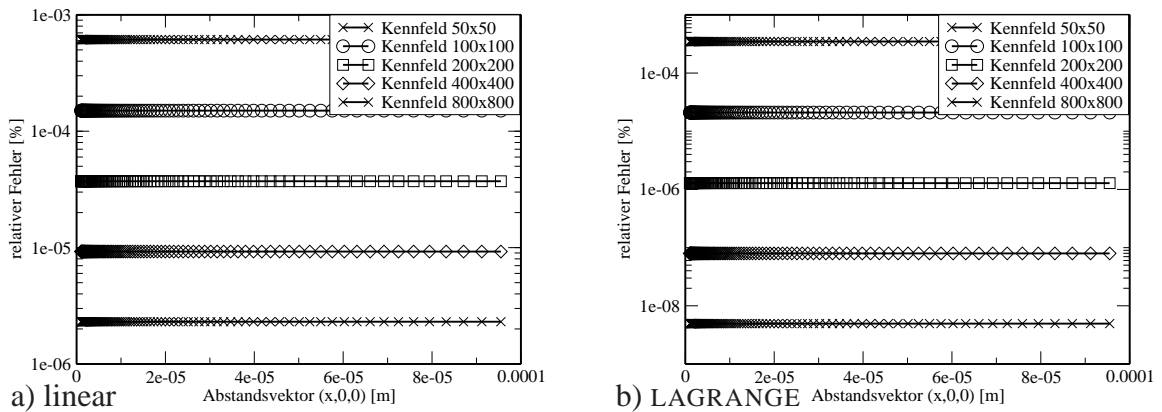 1e-03
1e-04
1e-05
1e-06
relativer Fehler [%]
Kennfeld 50x50
Kennfeld 100x100
Kennfeld 200x200
Kennfeld 400x400
Kennfeld 800x800
0 2e-05 4e-05 6e-05 8e-05 0.0001
Abstandsvektor (x,0,0) [m]
a) linear
1e-04
1e-06
1e-08
relativer Fehler [%]
Kennfeld 50x50
Kennfeld 100x100
Kennfeld 200x200
Kennfeld 400x400
Kennfeld 800x800
0 2e-05 4e-05 6e-05 8e-05 0.0001
Abstandsvektor (x,0,0) [m]
b) LAGRANGE